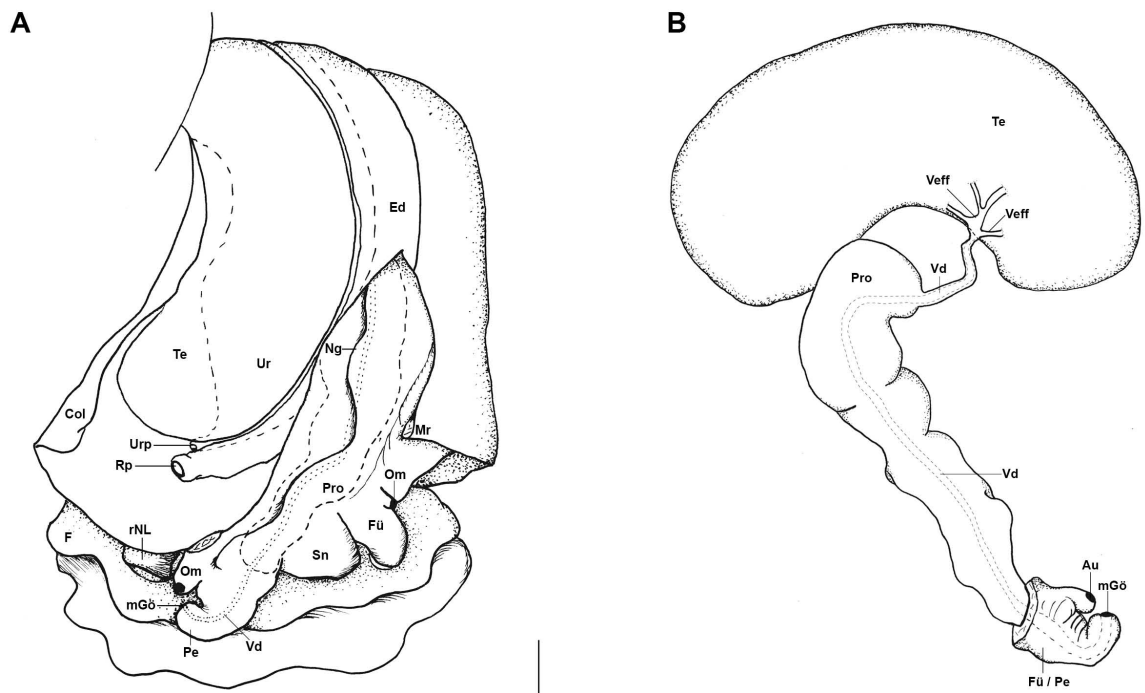 A
B
Te
Veff
Veff
Ed
Pro
Vd
Ng
Te
Ur
Col
Mr
Urp
Rp
Om
Pro
Vd
Fü
F
rNL
Sn
Om
Au
mGö
mGö
Pe
Vd
Fü / Pe